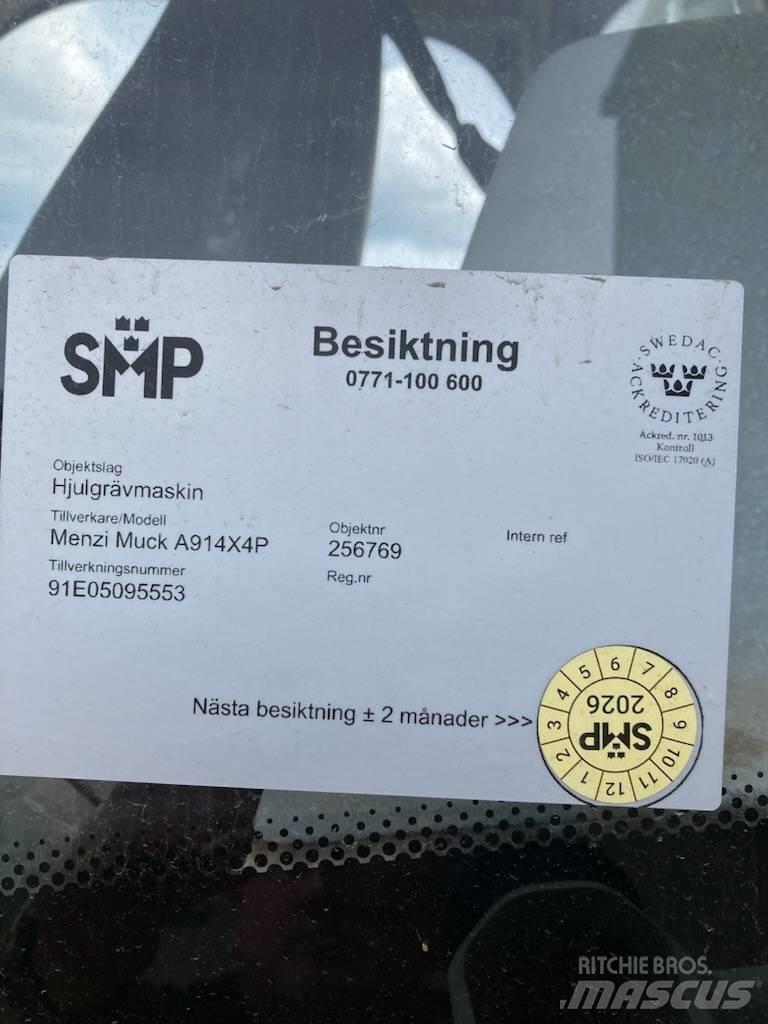 SMP
Besiktning
0771-100 600
SWEDAC
ACKREDITERING
Ackred. nr. 1013
Kontroll
ISO/IEC 17020 (A)
Objektslag
Hjulgrävmaskin
Tillverkare/Modell
Menzi Muck A914X4P
Objektnr
256769
Intern ref
Tillverkningsnummer
91E05095553
Reg.nr
Nästa besiktning ± 2 månader >>>
1 2 3 4 5 6 7 8 9 10 11 12
2026
SMP
RITCHIE BROS.
MASCUS